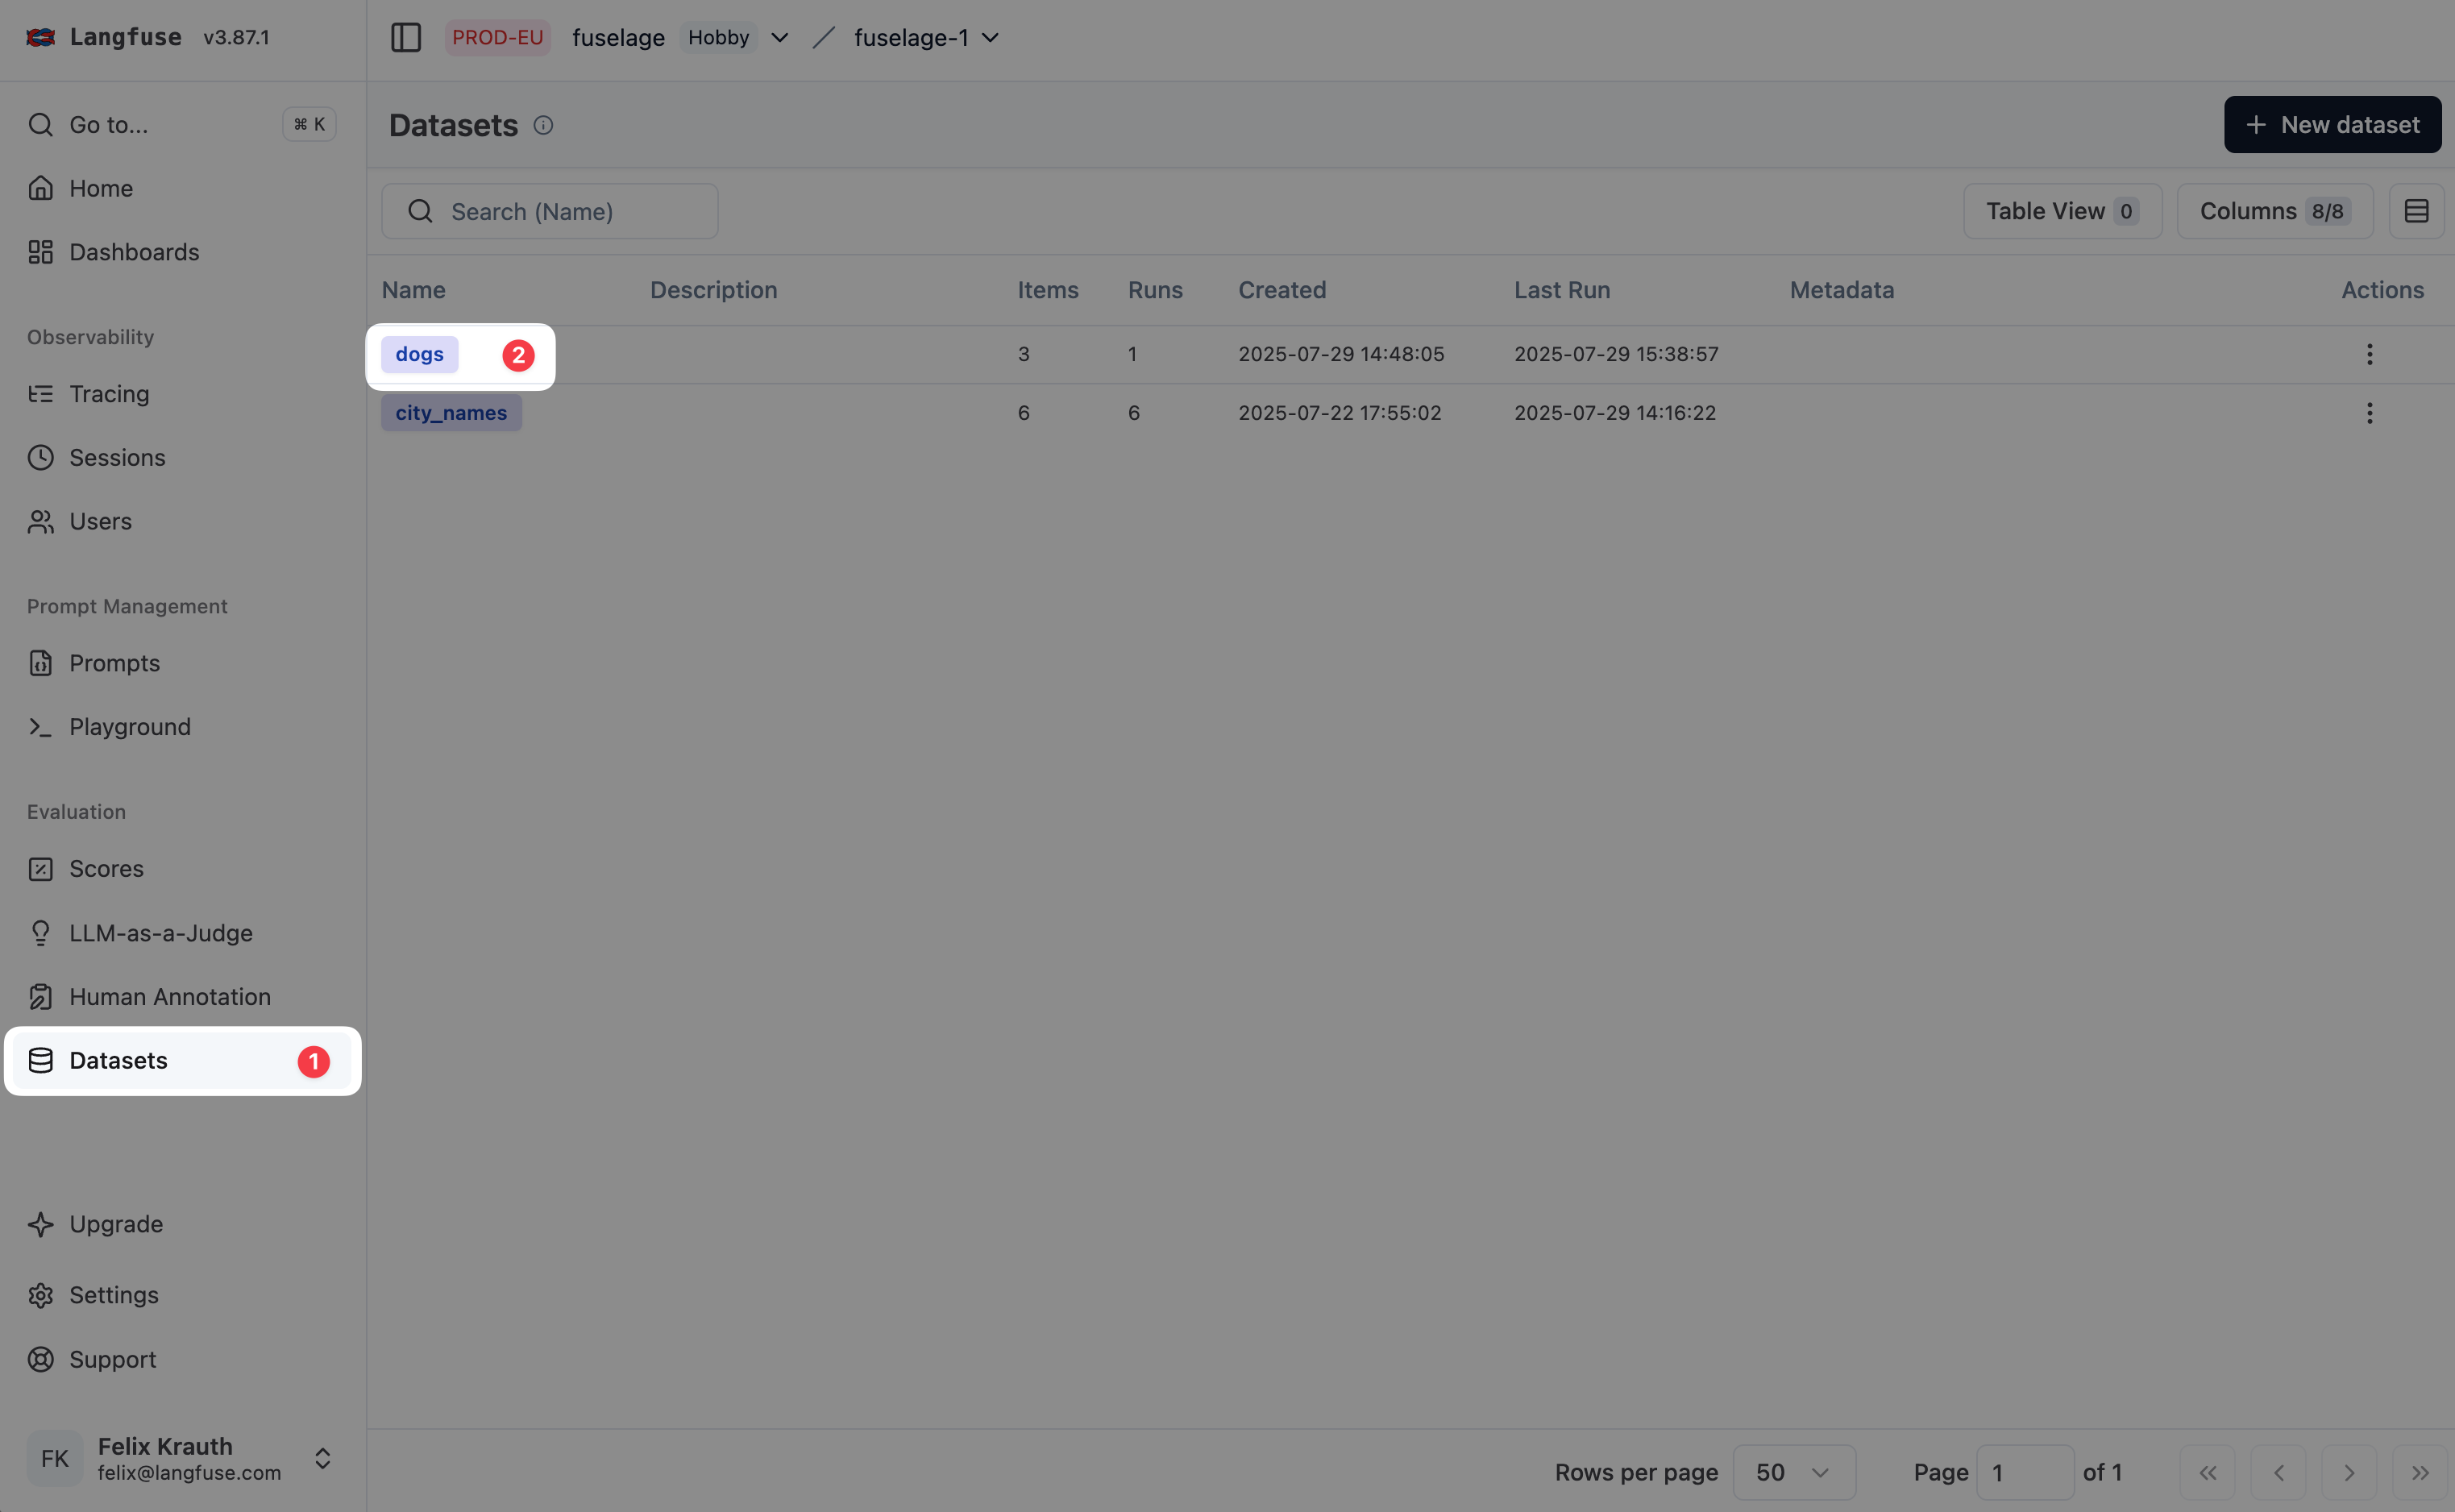 Langfuse v3.87.1
PROD-EU fuselage Hobby / fuselage-1
Go to... ⌘ K
Home
Dashboards
Observability
Tracing
Sessions
Users
Prompt Management
Prompts
Playground
Evaluation
Scores
LLM-as-a-Judge
Human Annotation
Datasets 1
Upgrade
Settings
Support
FK
Felix Krauth
felix@langfuse.com
Datasets
+ New dataset
Search (Name)
Table View 0
Columns 8/8
Name Description Items Runs Created Last Run Metadata Actions
dogs 2 3 1 2025-07-29 14:48:05 2025-07-29 15:38:57
city_names 6 6 2025-07-22 17:55:02 2025-07-29 14:16:22
Rows per page 50 Page 1 of 1